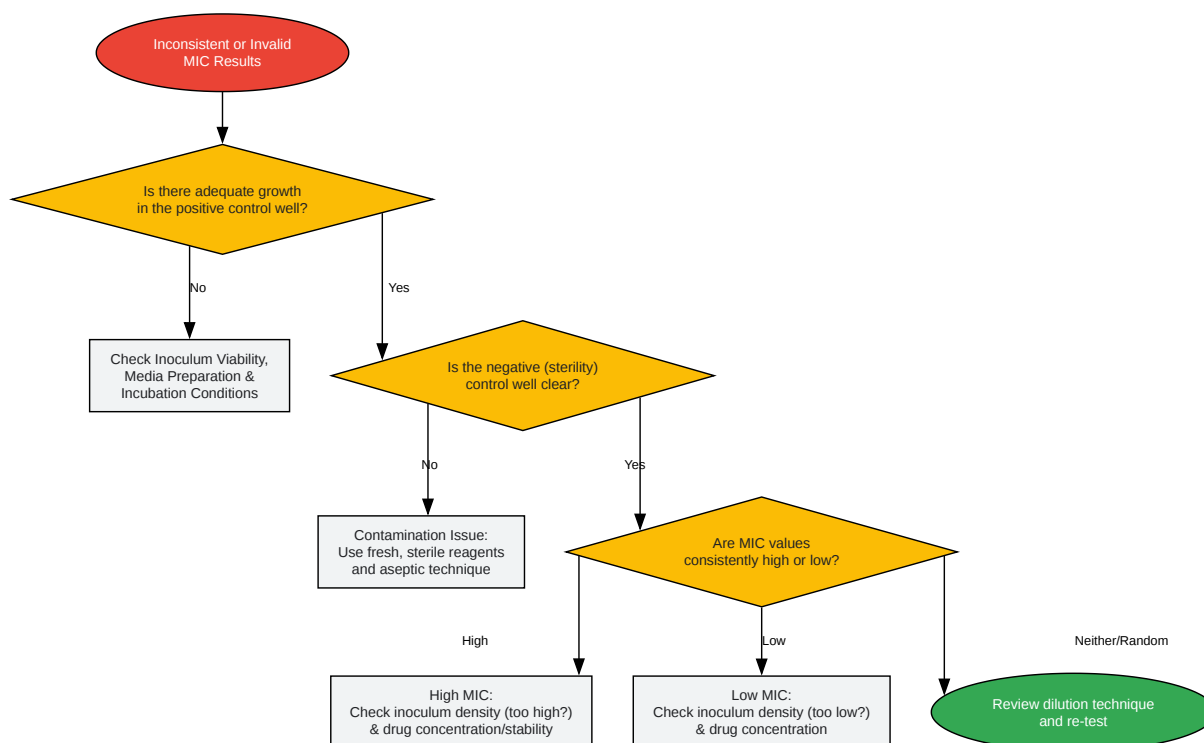 Inconsistent or Invalid
MIC Results
Is there adequate growth
in the positive control well?
No
Yes
Check Inoculum Viability,
Media Preparation &
Incubation Conditions
Is the negative (sterility)
control well clear?
No
Yes
Contamination Issue:
Use fresh, sterile reagents
and aseptic technique
Are MIC values
consistently high or low?
High
Low
Neither/Random
High MIC:
Check inoculum density (too high?)
& drug concentration/stability
Low MIC:
Check inoculum density (too low?)
& drug concentration
Review dilution technique
and re-test